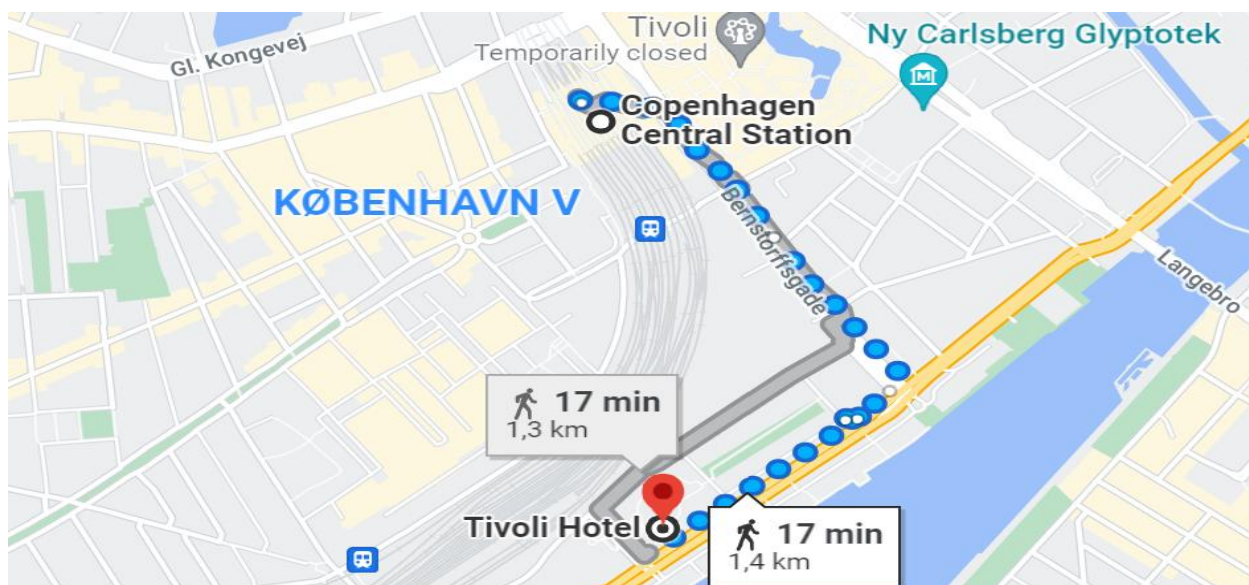 Tivoli
Temporarily closed
Ny Carlsberg Glyptotek
Gl. Kongevej
Copenhagen
Central Station
KØBENHAVN V
Bernstorffsgade
Langebro
17 min
1,3 km
Tivoli Hotel
17 min
1,4 km